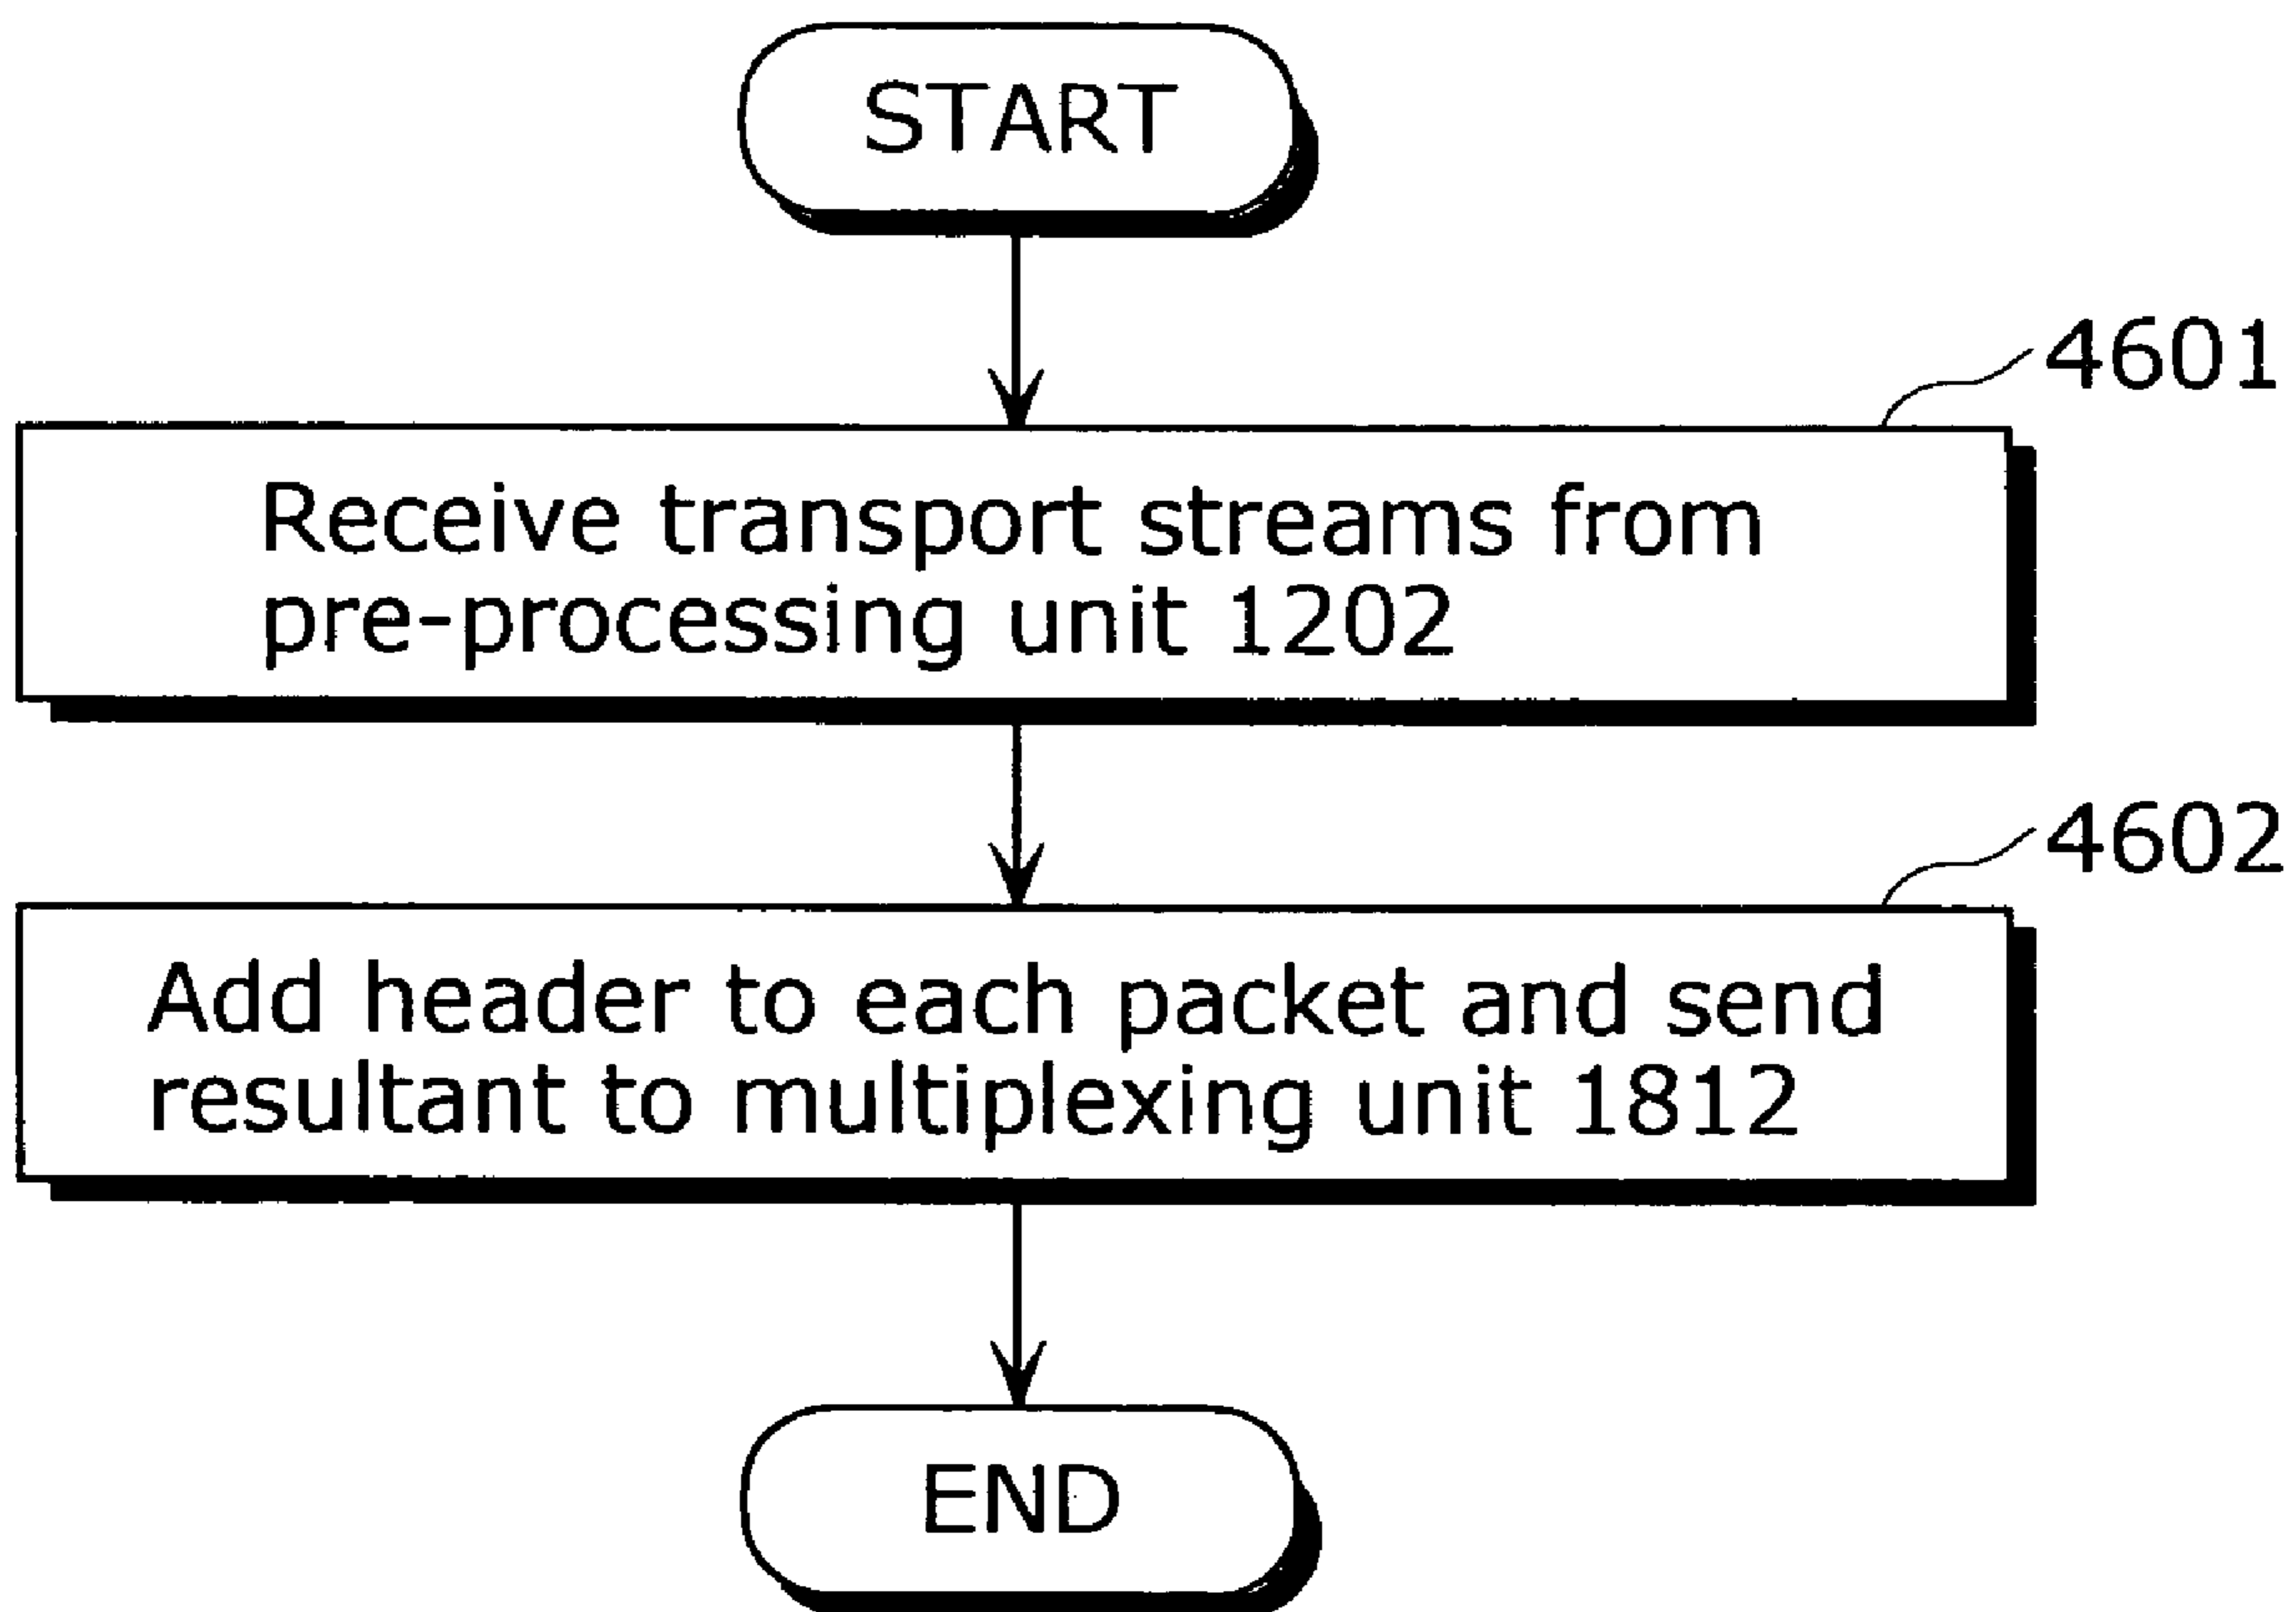 START
4601
Receive transport streams from
pre-processing unit 1202
4602
Add header to each packet and send
resultant to multiplexing unit 1812
END